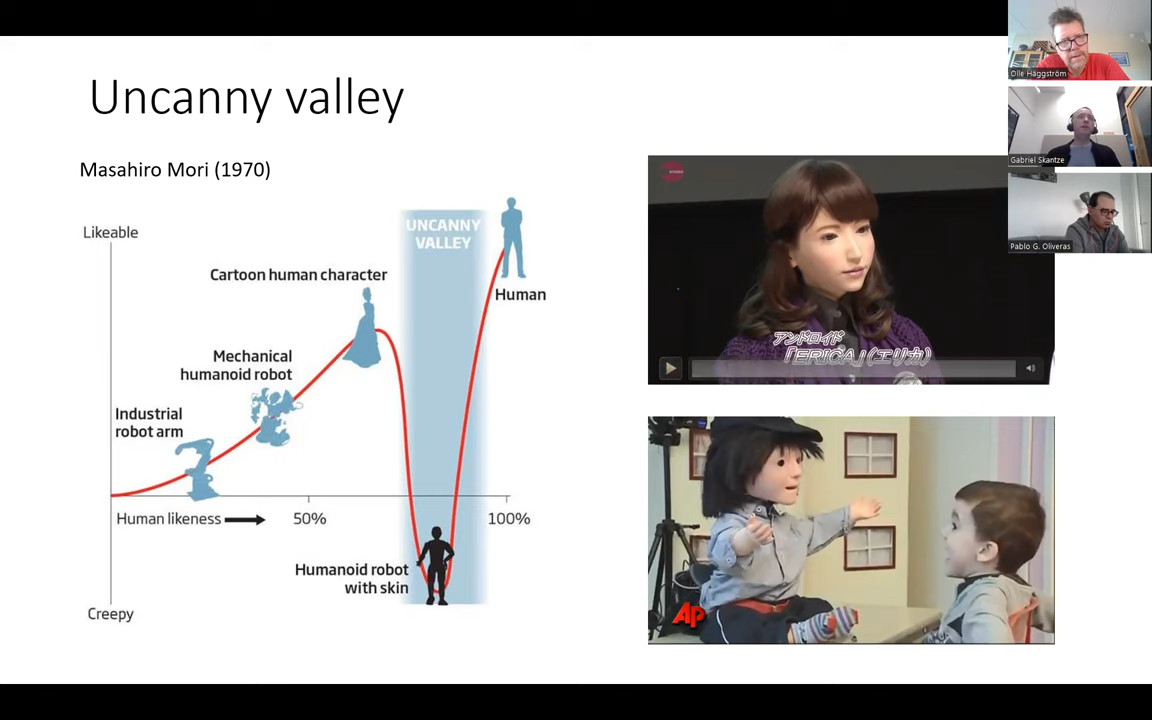 Uncanny valley
Masahiro Mori (1970)
Likeable
UNCANNY
VALLEY
Cartoon human character
Human
Mechanical
humanoid robot
Industrial
robot arm
Human likeness
50%
100%
Humanoid robot
with skin
Creepy
アンドロイド
「ERICA」(エリカ)
AP
Olle Häggström
Gabriel Skantze
Pablo G. Oliveras